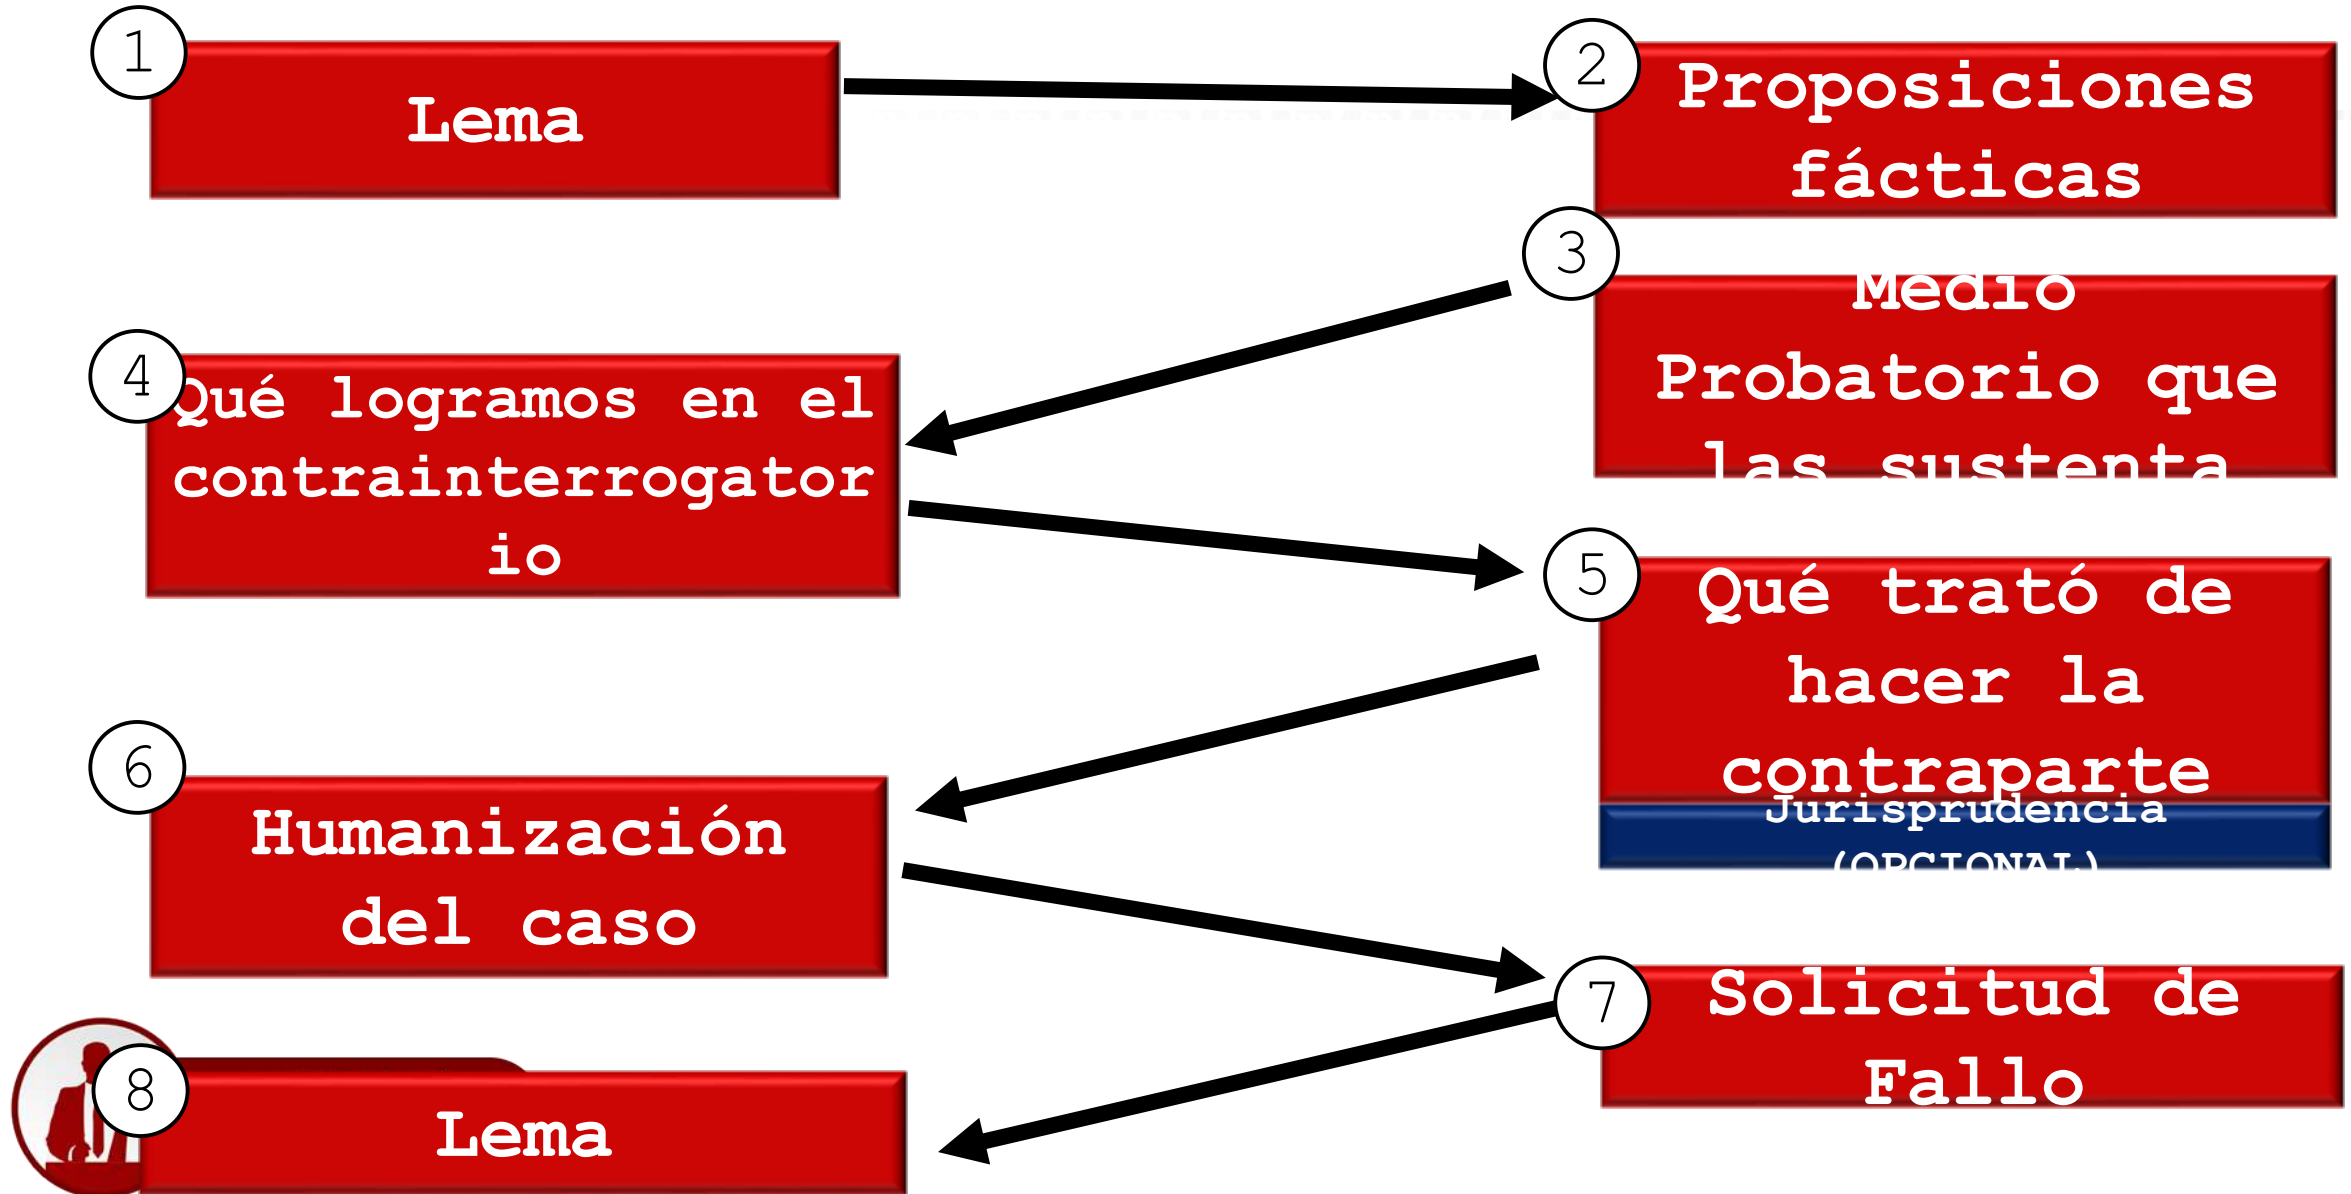 1
Lema
2
Proposiciones
fácticas
3
Medio
Probatorio que
las sustenta
4
Qué logramos en el
contrainterrogator
io
5
Qué trató de
hacer la
contraparte
Jurisprudencia
(OPCIONAL)
6
Humanización
del caso
7
Solicitud de
Fallo
8
Lema